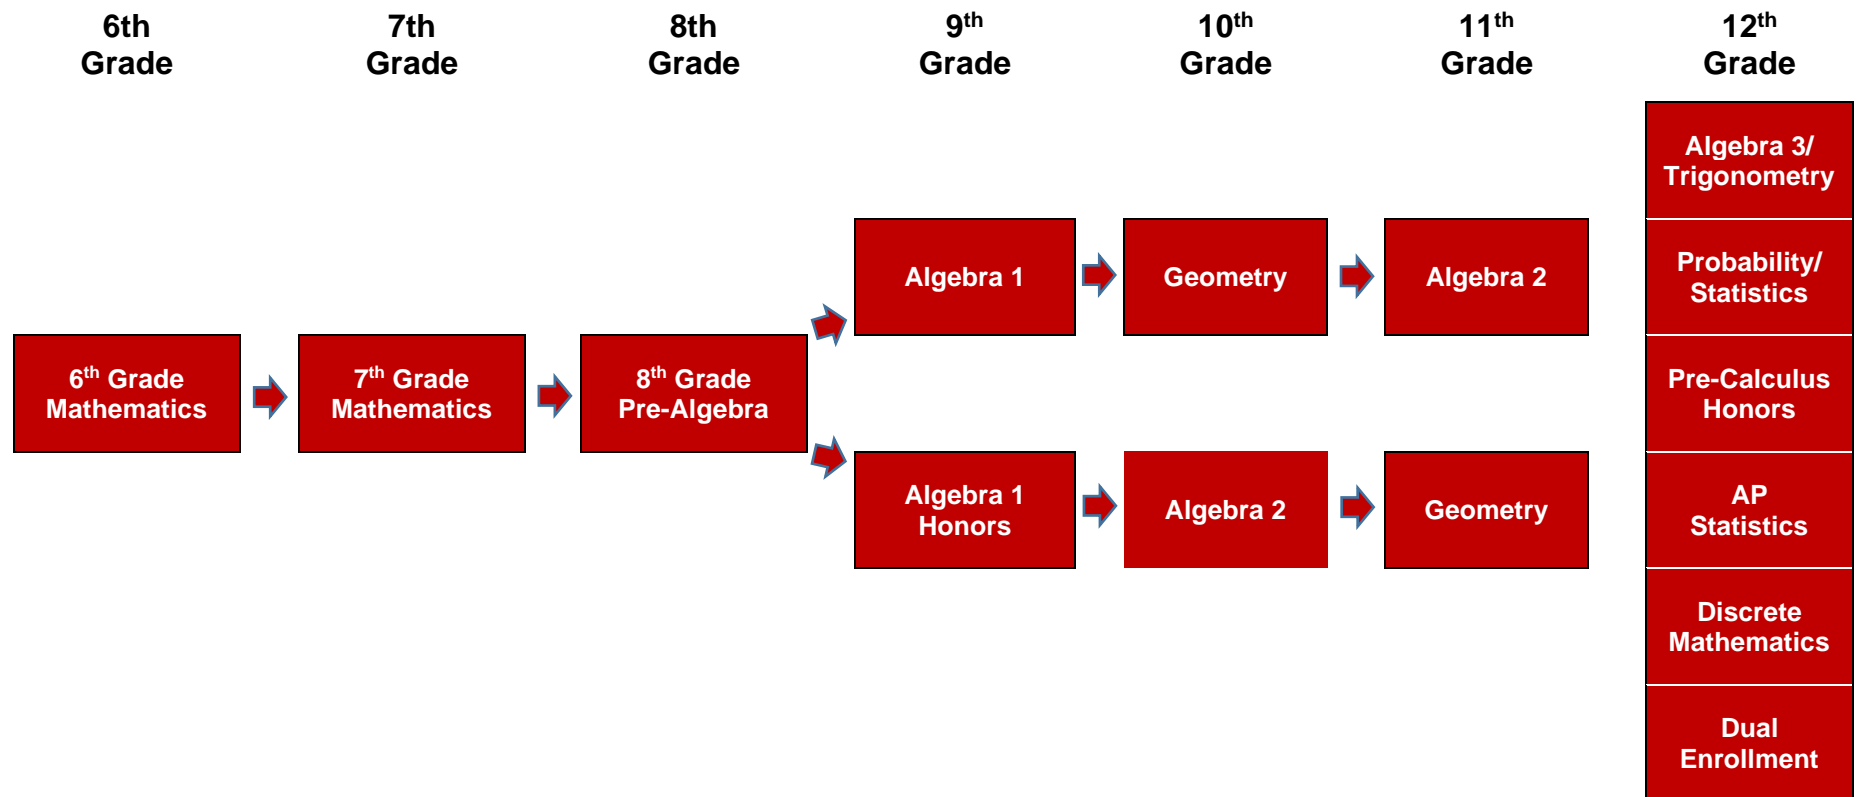 6th
Grade
7th
Grade
8th
Grade
9th
Grade
10th
Grade
11th
Grade
12th
Grade
6th Grade
Mathematics
7th Grade
Mathematics
8th Grade
Pre-Algebra
Algebra 1
Geometry
Algebra 2
Algebra 1
Honors
Algebra 2
Geometry
Algebra 3/
Trigonometry
Probability/
Statistics
Pre-Calculus
Honors
AP
Statistics
Discrete
Mathematics
Dual
Enrollment